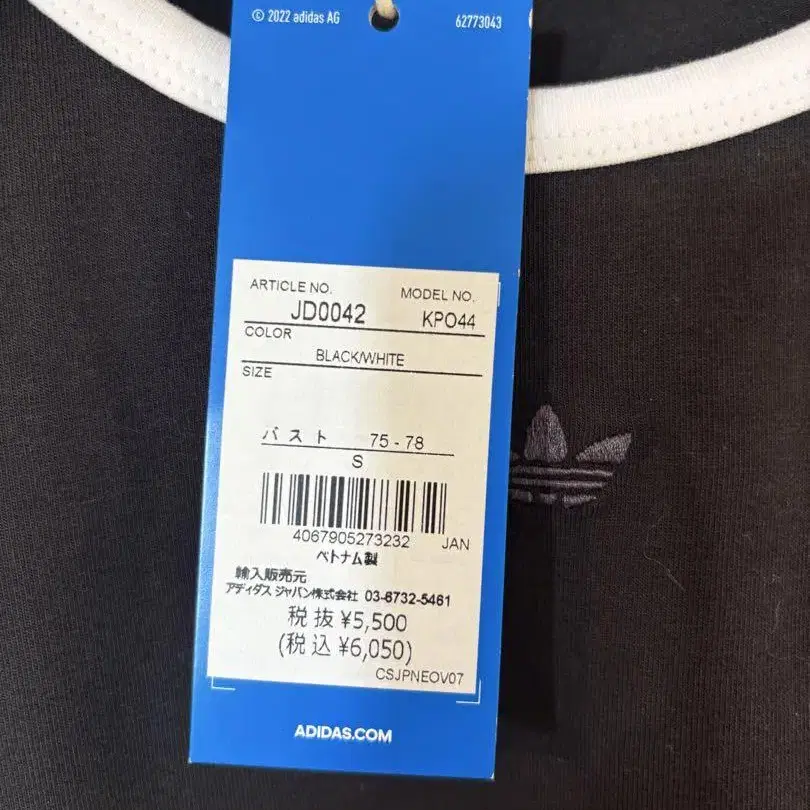 © 2022 adidas AG
62773043
ARTICLE NO.
MODEL NO.
JD0042
KPO44
COLOR
BLACK/WHITE
SIZE
バスト 75-78
S
4067905273232 JAN
ベトナム製
輸入販売元
アディダス ジャパン株式会社 03-6732-5461
税抜 ¥5,500
(税込 ¥6,050)
CSJPNEOV07
ADIDAS.COM